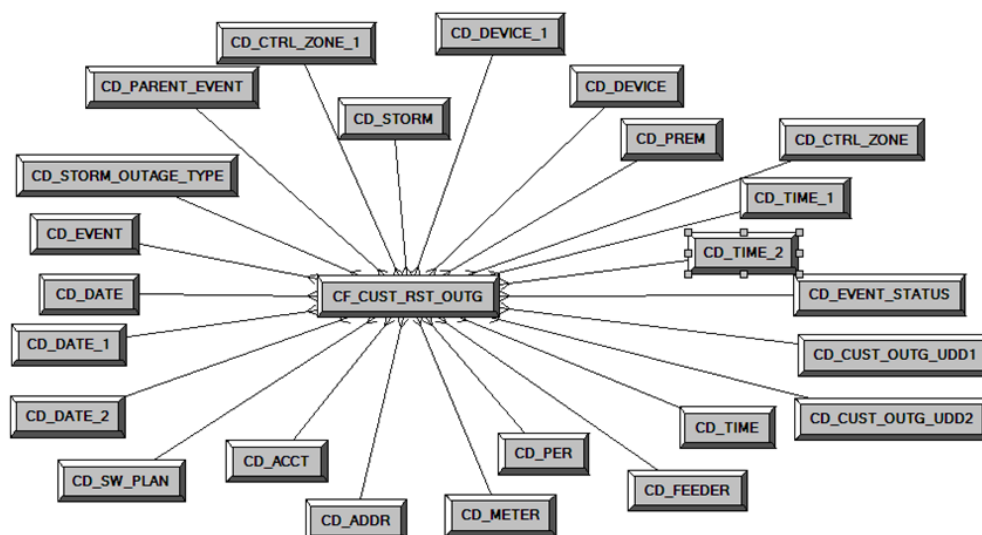 CD_DEVICE_1
CD_CTRL_ZONE_1
CD_PARENT_EVENT
CD_DEVICE
CD_STORM
CD_PREM
CD_CTRL_ZONE
CD_STORM_OUTAGE_TYPE
CD_TIME_1
CD_EVENT
CD_TIME_2
CD_DATE
CF_CUST_RST_OUTG
CD_EVENT_STATUS
CD_DATE_1
CD_CUST_OUTG_UDD1
CD_DATE_2
CD_CUST_OUTG_UDD2
CD_TIME
CD_ACCT
CD_PER
CD_SW_PLAN
CD_FEEDER
CD_ADDR
CD_METER